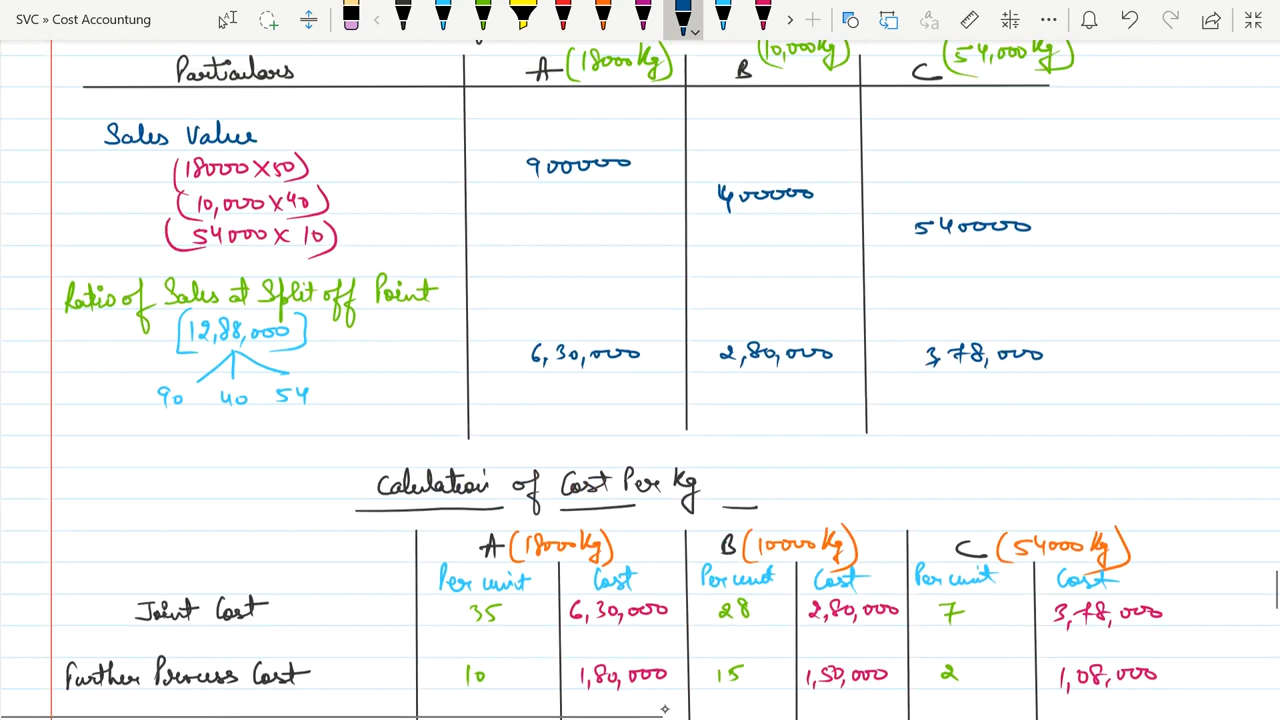 SVC » Cost Accountung
Particulars A (18000 Kg) B (10,000 Kg) C (54,000 Kg)
Sales Value
(18000 X 50) 900000
(10,000 X 40) 400000
(54000 X 10) 540000
Ratio of Sales at Split off Point
[12,88,000] 6,30,000 2,80,000 3,78,000
90 40 54
Calculation of Cost Per Kg
A (18000 Kg) B (10000 Kg) C (54000 Kg)
Per unit Cost Per unit Cost Per unit Cost
Joint Cost 35 6,30,000 28 2,80,000 7 3,78,000
Further Process Cost 10 1,80,000 15 1,50,000 2 1,08,000